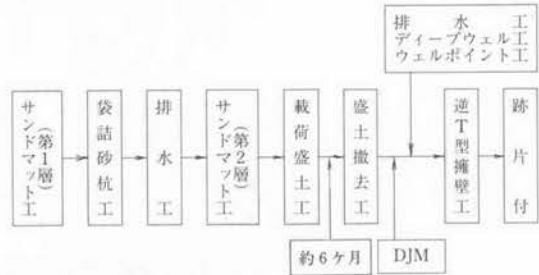 排水工
ディープウェル工
ウェルポイント工
サンドマット工
(第1層)
袋詰砂杭工
排水工
サンドマット工
(第2層)
載荷盛土工
盛土撤去工
逆T型擁壁工
跡片付
約6ケ月
DJM